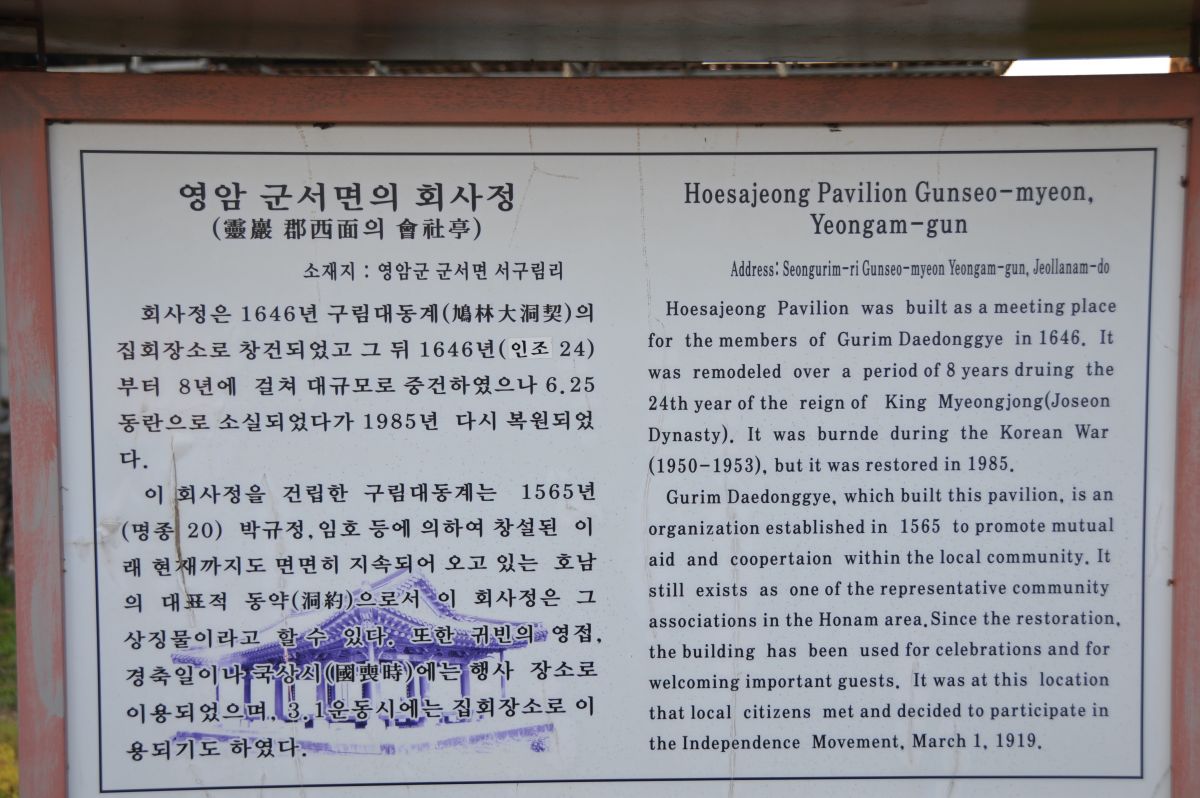 영암 군서면의 회사정
(靈巖 郡西面의 會社亭)
소재지 : 영암군 군서면 서구림리
회사정은 1646년 구림대동계(鳩林大洞契)의
집회장소로 창건되었고 그 뒤 1646년(인조 24)
부터 8년에 걸쳐 대규모로 중건하였으나 6.25
동란으로 소실되었다가 1985년 다시 복원되었
다.
이 회사정을 건립한 구림대동계는 1565년
(명종 20) 박규정, 임호 등에 의하여 창설된 이
래 현재까지도 면면히 지속되어 오고 있는 호남
의 대표적 동약(洞約)으로서 이 회사정은 그
상징물이라고 할 수 있다. 또한 귀빈의 영접,
경축일이나 국상시(國喪時)에는 행사 장소로
이용되었으며, 3.1운동시에는 집회장소로 이
용되기도 하였다.
Hoesajeong Pavilion Gunseo-myeon,
Yeongam-gun
Address: Seongurim-ri Gunseo-myeon Yeongam-gun, Jeollanam-do
Hoesajeong Pavilion was built as a meeting place
for the members of Gurim Daedonggye in 1646. It
was remodeled over a period of 8 years druing the
24th year of the reign of King Myeongjong(Joseon
Dynasty). It was burnde during the Korean War
(1950-1953), but it was restored in 1985.
Gurim Daedonggye, which built this pavilion, is an
organization established in 1565 to promote mutual
aid and coopertaion within the local community. It
still exists as one of the representative community
associations in the Honam area. Since the restoration,
the building has been used for celebrations and for
welcoming important guests. It was at this location
that local citizens met and decided to participate in
the Independence Movement, March 1, 1919.